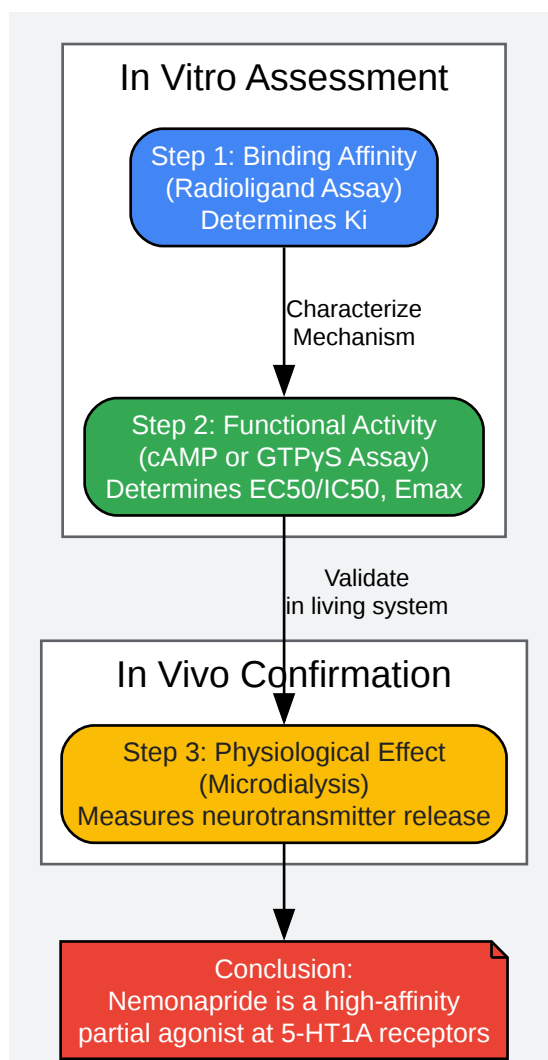 In Vitro Assessment
Step 1: Binding Affinity
(Radioligand Assay)
Determines Ki
Characterize
Mechanism
Step 2: Functional Activity
(cAMP or GTPγS Assay)
Determines EC50/IC50, Emax
Validate
in living system
In Vivo Confirmation
Step 3: Physiological Effect
(Microdialysis)
Measures neurotransmitter release
Conclusion:
Nemonapride is a high-affinity
partial agonist at 5-HT1A receptors